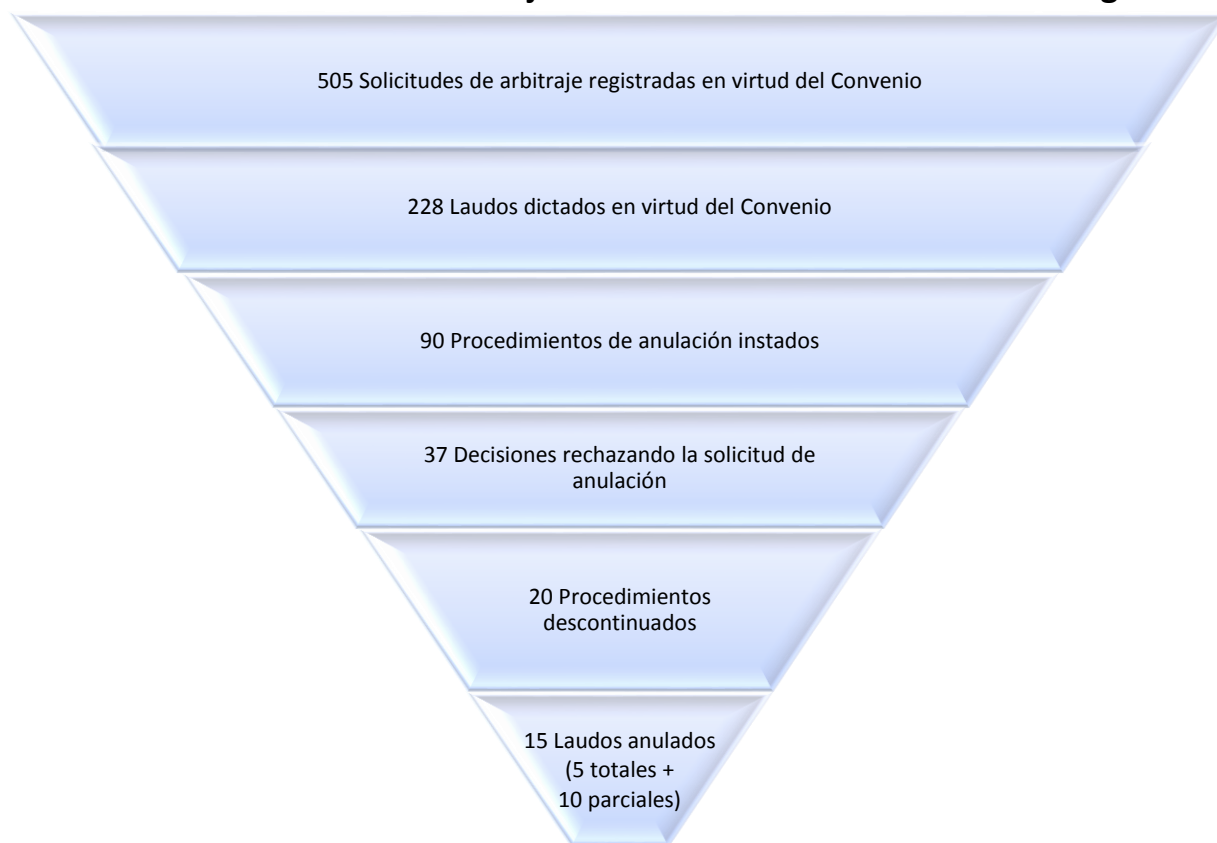 505 Solicitudes de arbitraje registradas en virtud del Convenio
228 Laudos dictados en virtud del Convenio
90 Procedimientos de anulación instados
37 Decisiones rechazando la solicitud de
anulación
20 Procedimientos
descontinuados
15 Laudos anulados
(5 totales +
10 parciales)